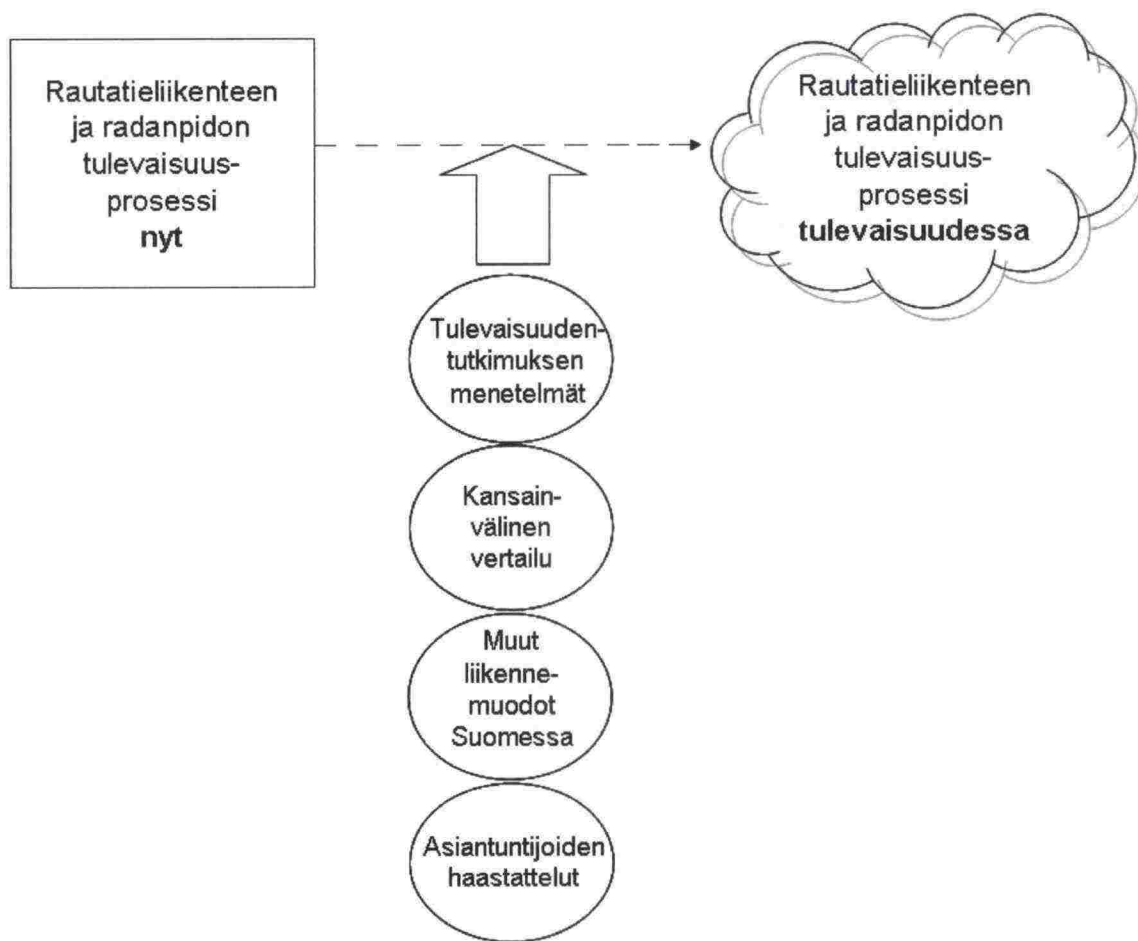 Rautatieliikenteen
ja radanpidon
tulevaisuus-
prosessi
nyt
Rautatieliikenteen
ja radanpidon
tulevaisuus-
prosessi
tulevaisuudessa
Tulevaisuuden-
tutkimuksen
menetelmät
Kansain-
välinen
vertailu
Muut
liikenne-
muodot
Suomessa
Asiantuntijoiden
haastattelut